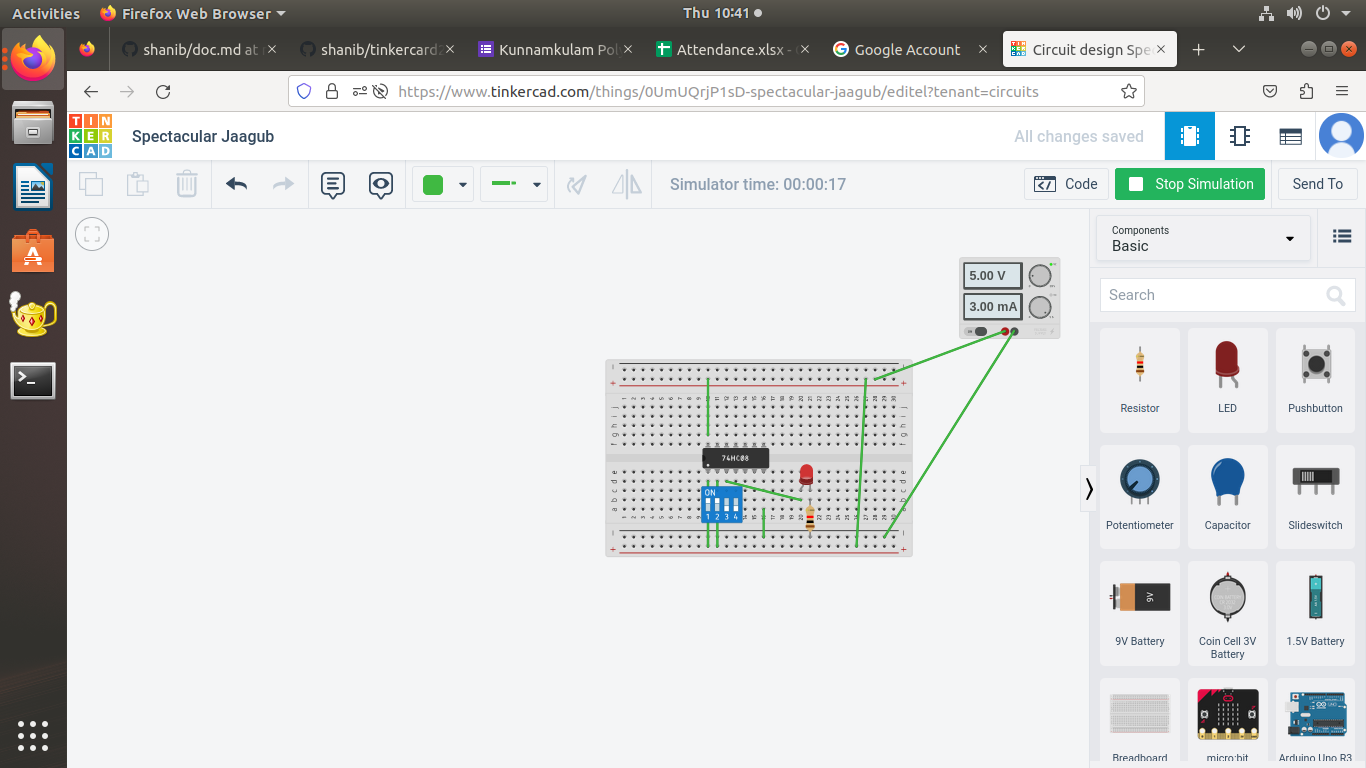 Activities Firefox Web Browser Thu 10:41
shanib/doc.md at r shanib/tinkercard2 Kunnamkulam Pol Attendance.xlsx - G Google Account Circuit design Spe
https://www.tinkercad.com/things/0UmUQrjP1sD-spectacular-jaagub/editel?tenant=circuits
TIN
KER
CAD
Spectacular Jaagub All changes saved
Simulator time: 00:00:17 Code Stop Simulation Send To
Components
Basic
Search
Resistor LED Pushbutton
Potentiometer Capacitor Slideswitch
9V
9V Battery Coin Cell 3V Battery 1.5V Battery
Breadboard micro:bit Arduino Uno R3
5.00 V
3.00 mA
74HC08
ON
1 2 3 4